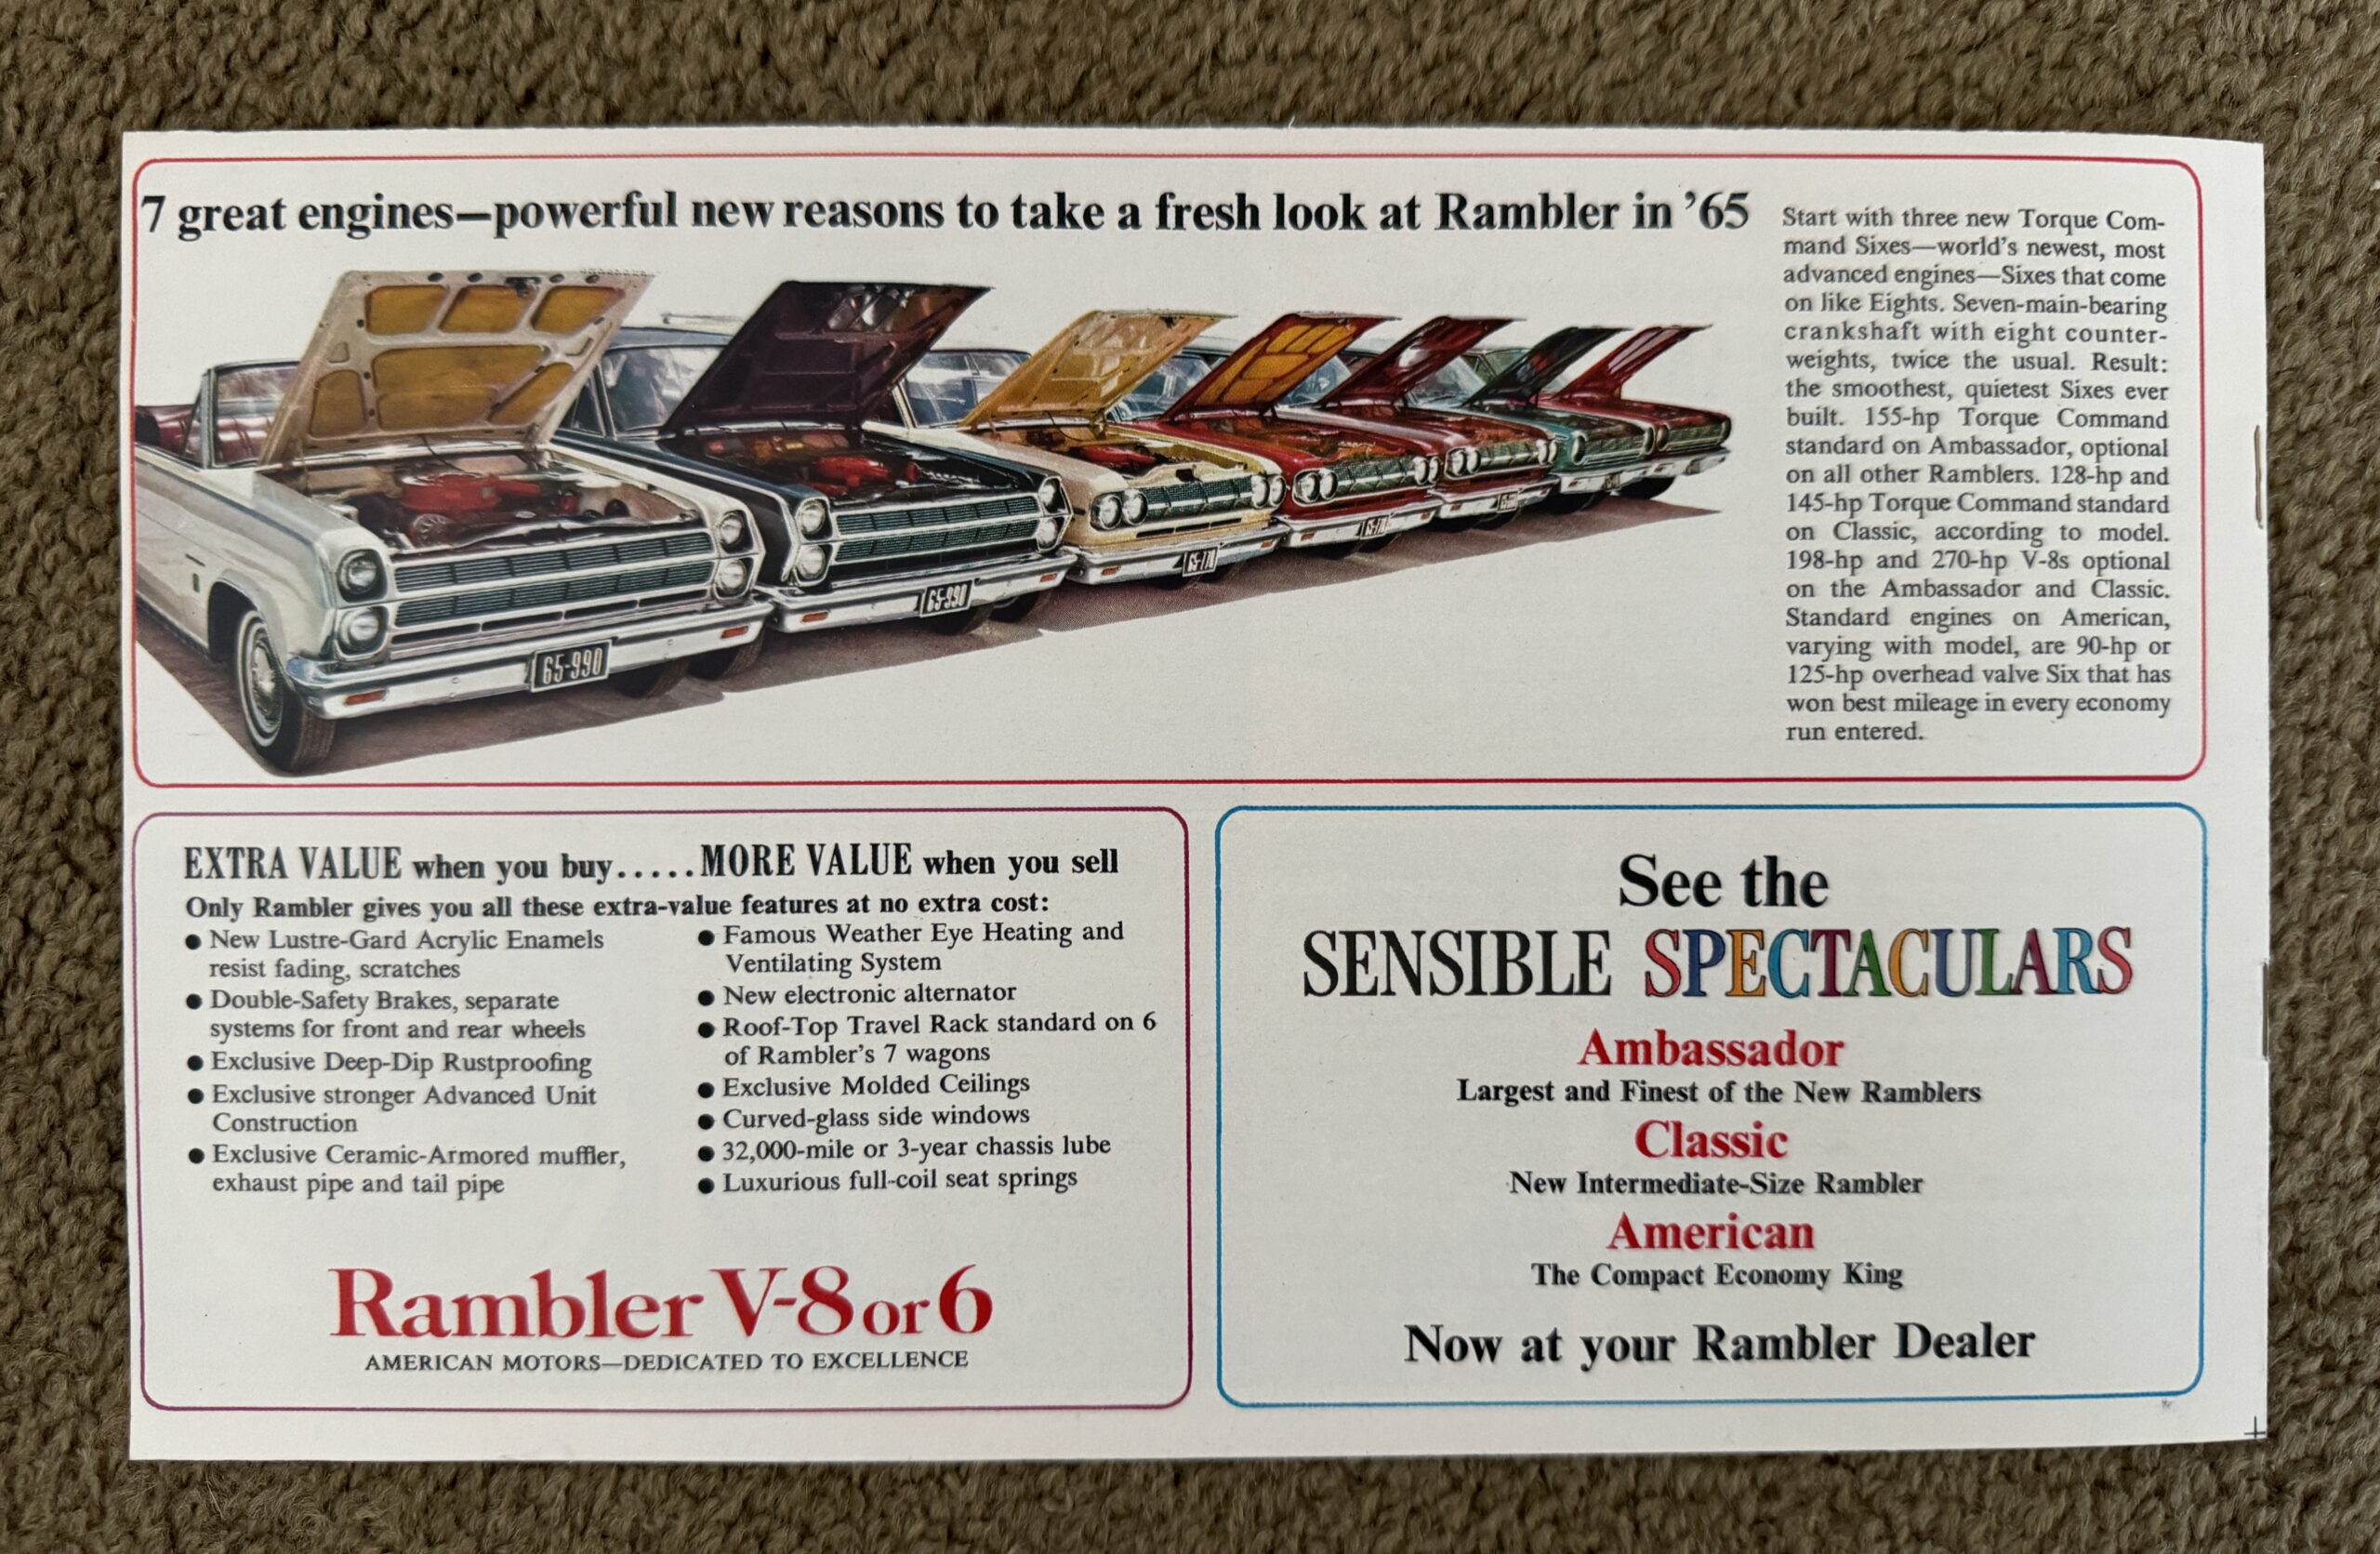 7 great engines—powerful new reasons to take a fresh look at Rambler in ’65
Start with three new Torque Com-
mand Sixes—world’s newest, most
advanced engines—Sixes that come
on like Eights. Seven-main-bearing
crankshaft with eight counter-
weights, twice the usual. Result:
the smoothest, quietest Sixes ever
built. 155-hp Torque Command
standard on Ambassador, optional
on all other Ramblers. 128-hp and
145-hp Torque Command standard
on Classic, according to model.
198-hp and 270-hp V-8s optional
on the Ambassador and Classic.
Standard engines on American,
varying with model, are 90-hp or
125-hp overhead valve Six that has
won best mileage in every economy
run entered.
65-990
65-990
65-770
EXTRA VALUE when you buy.....MORE VALUE when you sell
Only Rambler gives you all these extra-value features at no extra cost:
● New Lustre-Gard Acrylic Enamels
resist fading, scratches
● Double-Safety Brakes, separate
systems for front and rear wheels
● Exclusive Deep-Dip Rustproofing
● Exclusive stronger Advanced Unit
Construction
● Exclusive Ceramic-Armored muffler,
exhaust pipe and tail pipe
● Famous Weather Eye Heating and
Ventilating System
● New electronic alternator
● Roof-Top Travel Rack standard on 6
of Rambler’s 7 wagons
● Exclusive Molded Ceilings
● Curved-glass side windows
● 32,000-mile or 3-year chassis lube
● Luxurious full-coil seat springs
Rambler V-8 or 6
AMERICAN MOTORS—DEDICATED TO EXCELLENCE
See the
SENSIBLE SPECTACULARS
Ambassador
Largest and Finest of the New Ramblers
Classic
New Intermediate-Size Rambler
American
The Compact Economy King
Now at your Rambler Dealer